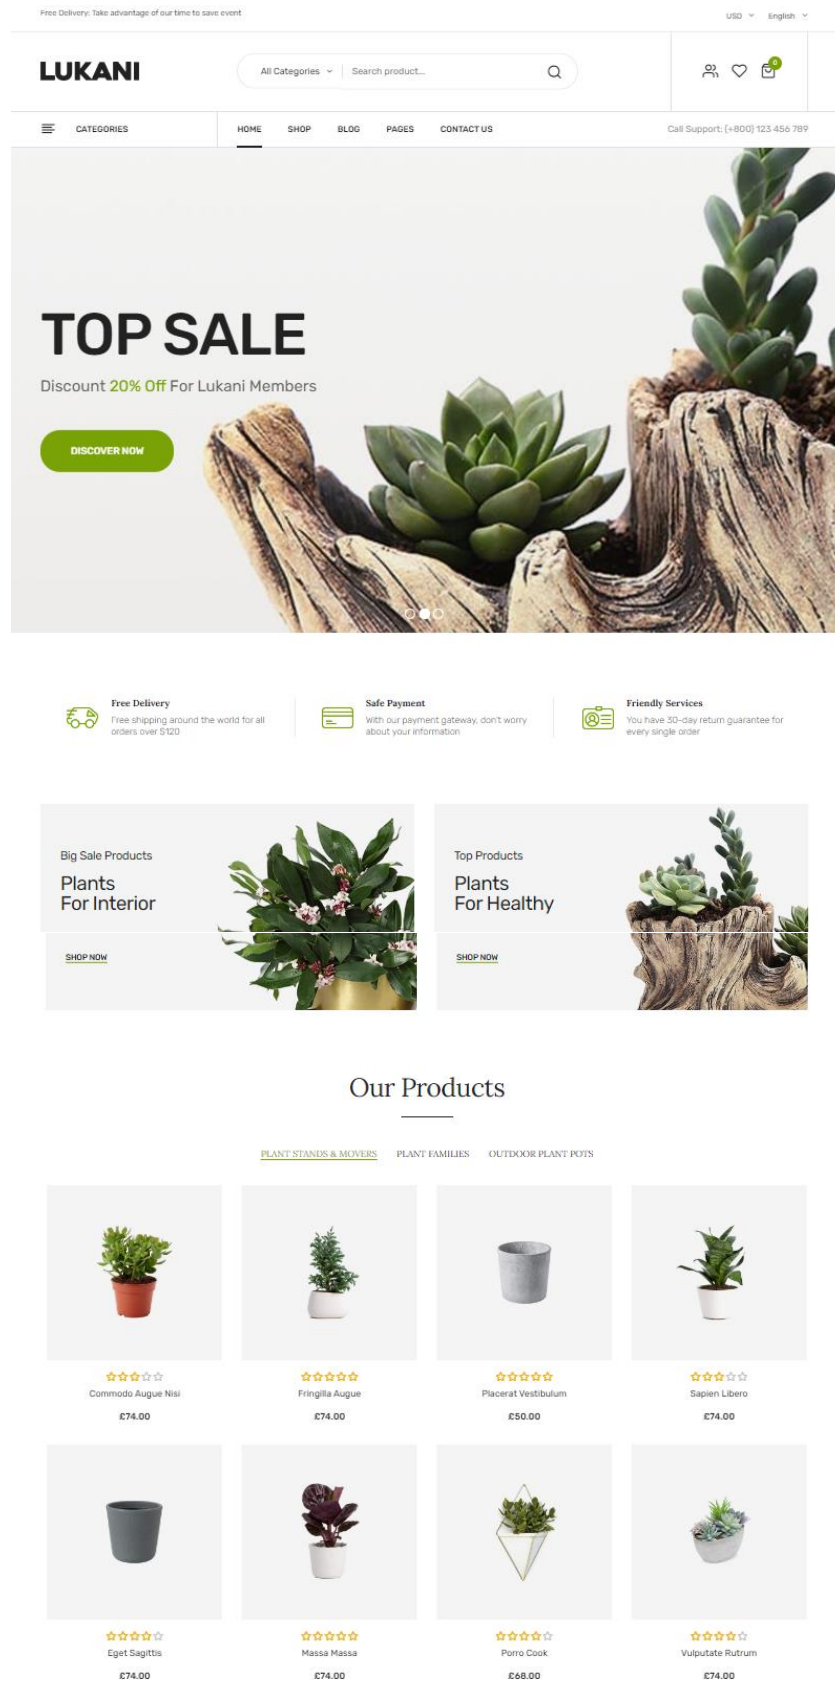 Free Delivery: Take advantage of our time to save event
USD English
LUKANI
All Categories Search product...
0
CATEGORIES HOME SHOP BLOG PAGES CONTACT US Call Support: (+800) 123 456 789
TOP SALE
Discount 20% Off For Lukani Members
DISCOVER NOW
Free Delivery
Free shipping around the world for all
orders over $120
Safe Payment
With our payment gateway, don't worry
about your information
Friendly Services
You have 30-day return guarantee for
every single order
Big Sale Products
Plants
For Interior
SHOP NOW
Top Products
Plants
For Healthy
SHOP NOW
Our Products
PLANT STANDS & MOVERS PLANT FAMILIES OUTDOOR PLANT POTS
Commodo Augue Nisi
£74.00
Fringilla Augue
£74.00
Placerat Vestibulum
£50.00
Sapien Libero
£74.00
Eget Sagittis
£74.00
Massa Massa
£74.00
Porro Cook
£68.00
Vulputate Rutrum
£74.00